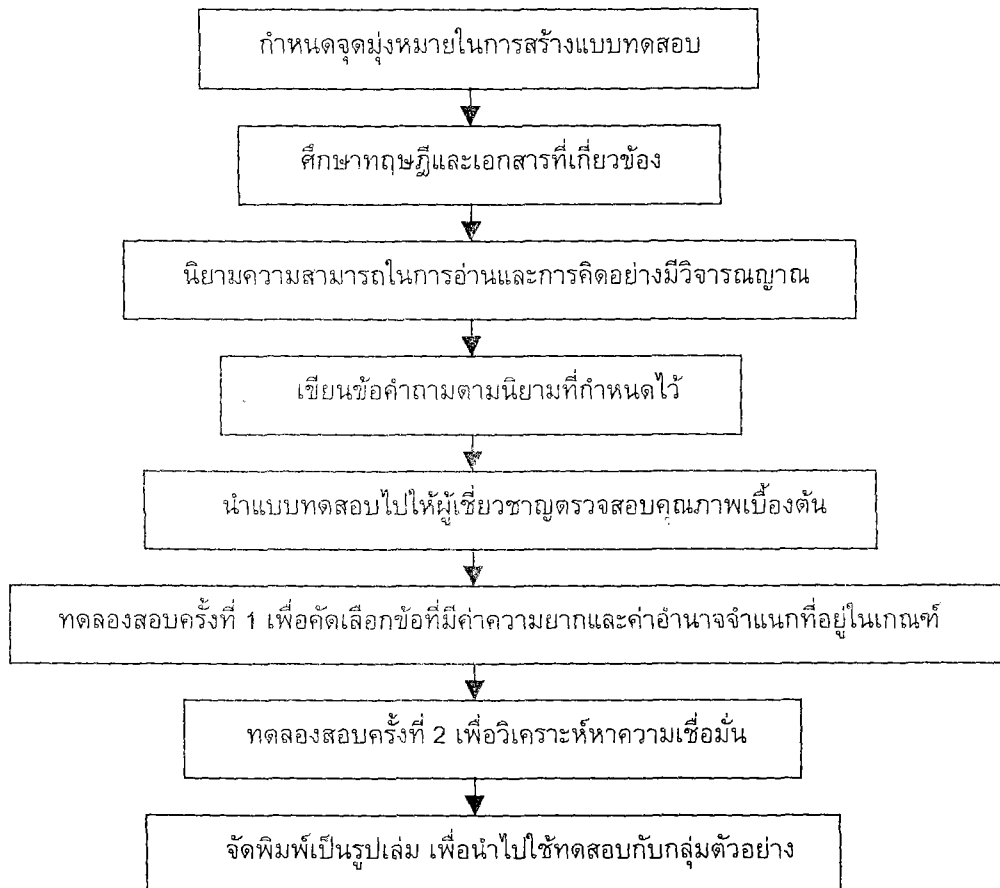 กำหนดจุดมุ่งหมายในการสร้างแบบทดสอบ
ศึกษาทฤษฎีและเอกสารที่เกี่ยวข้อง
นิยามความสามารถในการอ่านและการคิดอย่างมีวิจารณญาณ
เขียนข้อคำถามตามนิยามที่กำหนดไว้
นำแบบทดสอบไปให้ผู้เชี่ยวชาญตรวจสอบคุณภาพเบื้องต้น
ทดลองสอบครั้งที่ 1 เพื่อคัดเลือกข้อที่มีค่าความยากและค่าอำนาจจำแนกที่อยู่ในเกณฑ์
ทดลองสอบครั้งที่ 2 เพื่อวิเคราะห์หาความเชื่อมั่น
จัดพิมพ์เป็นรูปเล่ม เพื่อนำไปใช้ทดสอบกับกลุ่มตัวอย่าง